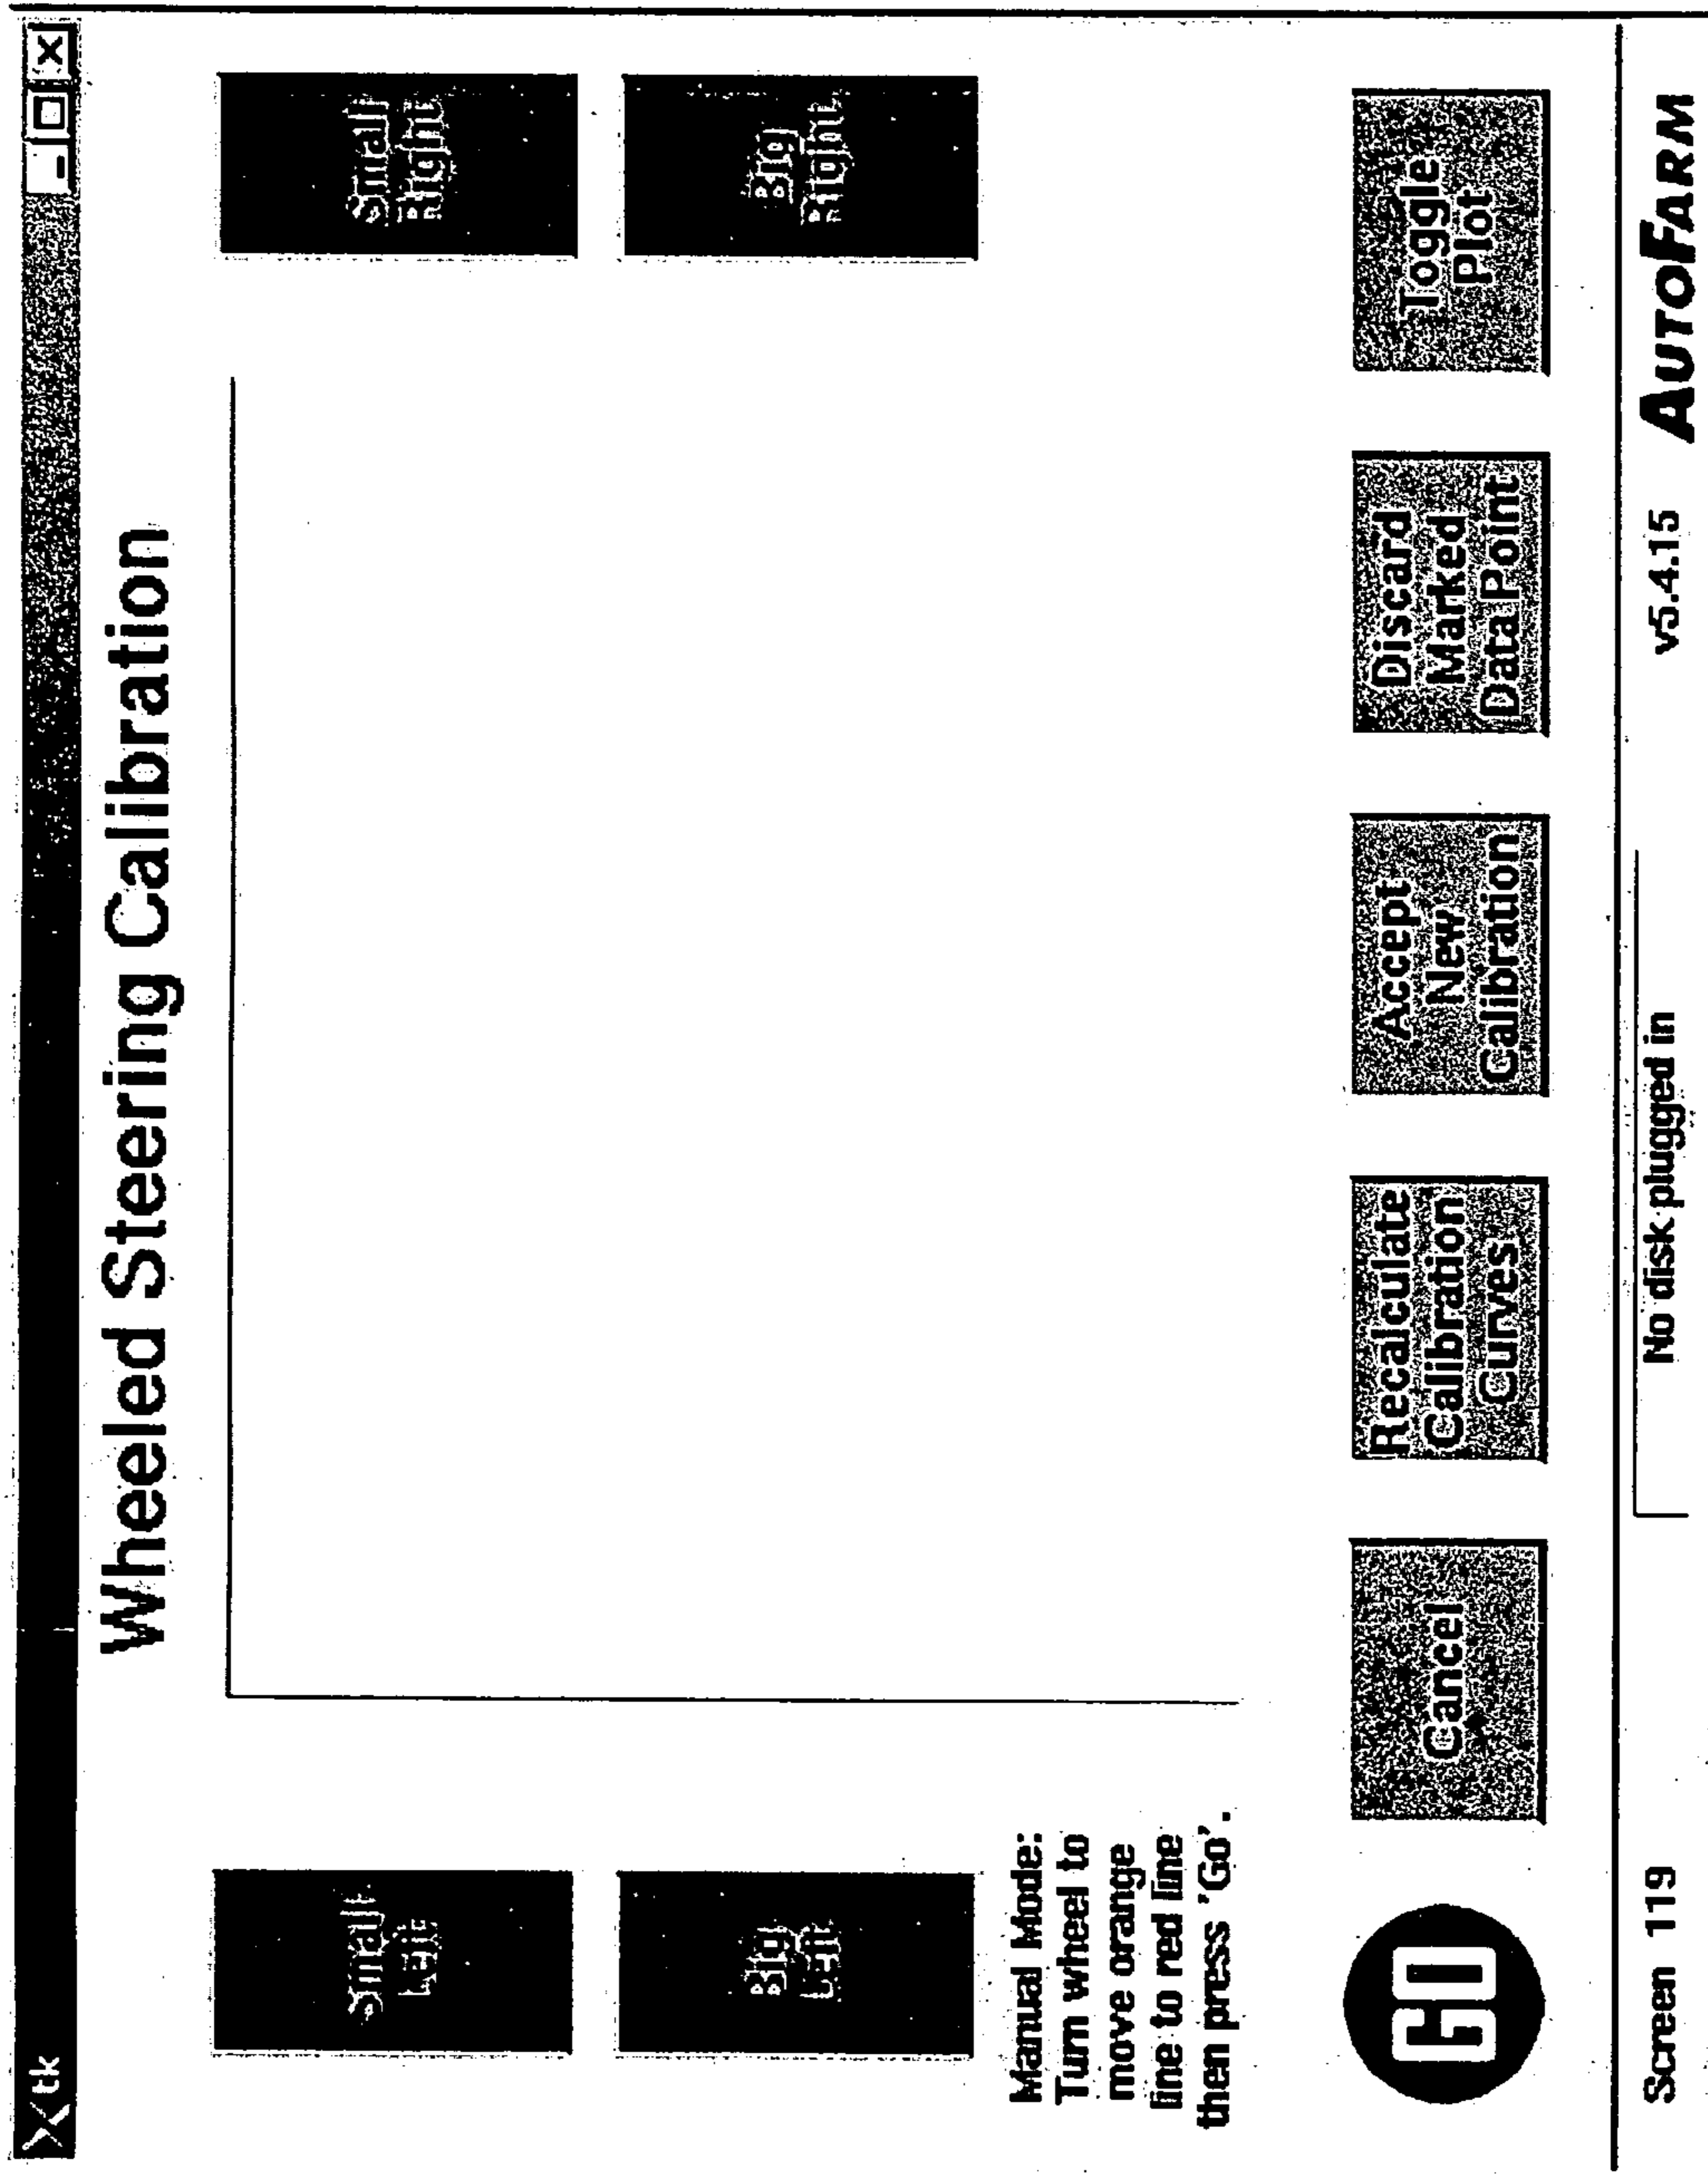 tk
Wheeled Steering Calibration
Small
Left
Small
Right
Big
Left
Big
Right
Manual Mode:
Turn wheel to
move orange
line to red line
then press 'Go'.
GO
Cancel
Recalculate
Calibration
Curves
Accept
New
Calibration
Discard
Marked
Data Point
Toggle
Plot
Screen 119
No disk plugged in
v5.4.15
AUTOFARM